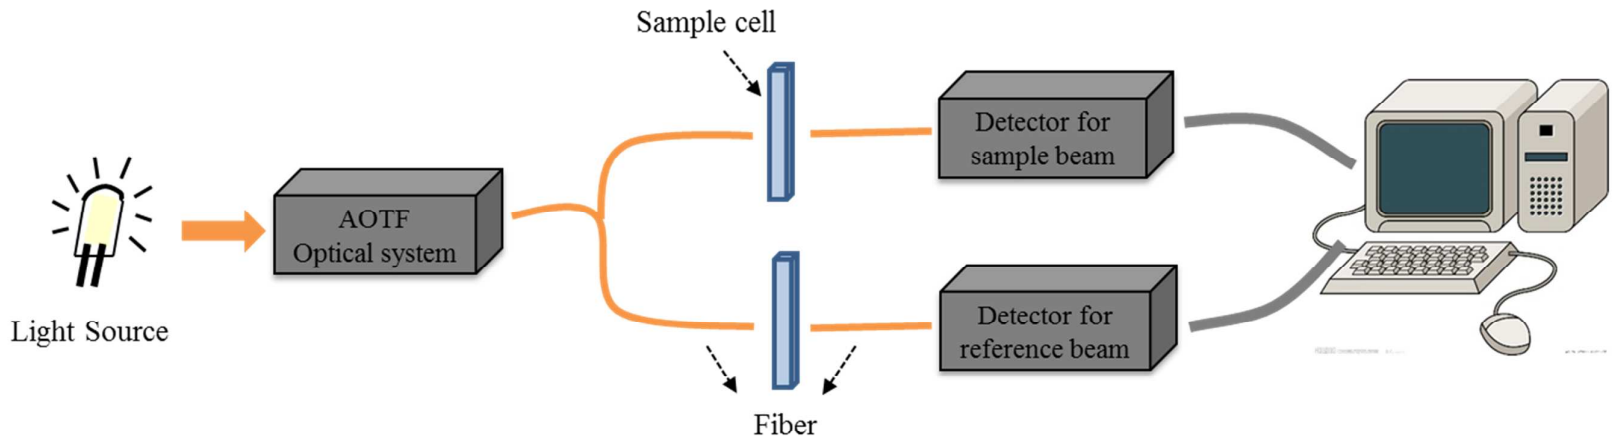 Sample cell
Detector for
sample beam
AOTF
Optical system
Light Source
Detector for
reference beam
Fiber